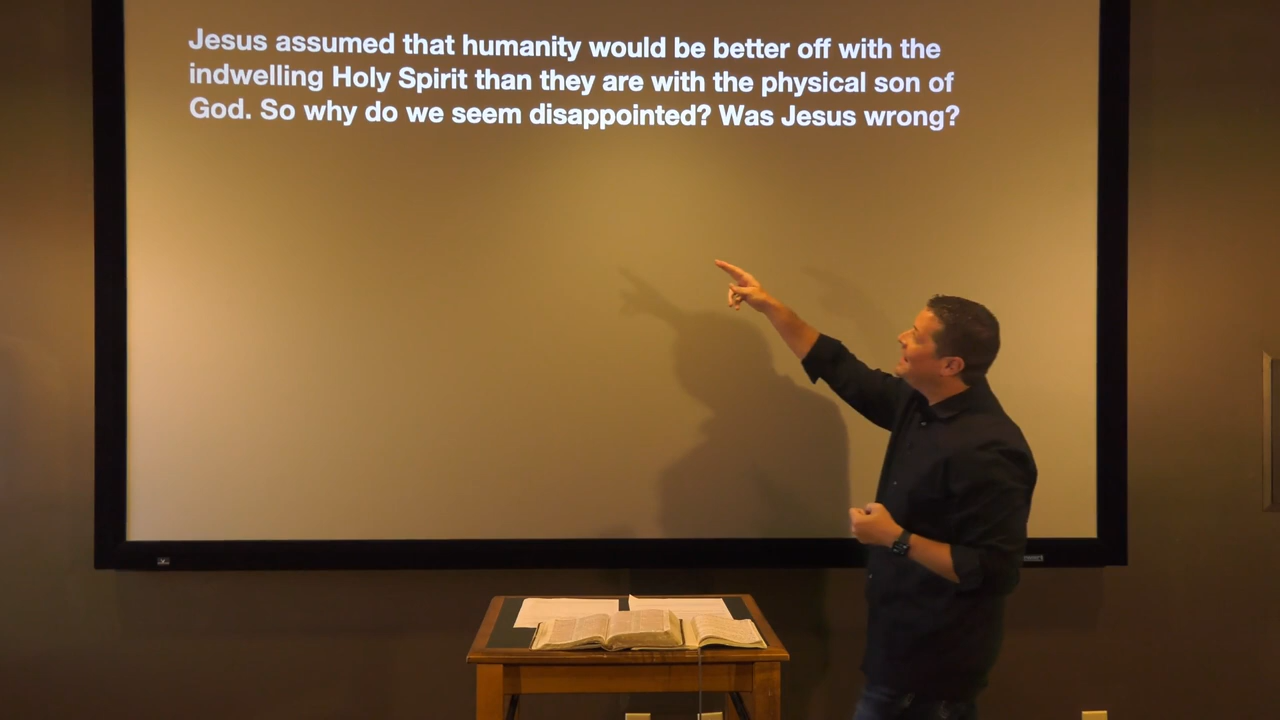 Jesus assumed that humanity would be better off with the
indwelling Holy Spirit than they are with the physical son of
God. So why do we seem disappointed? Was Jesus wrong?